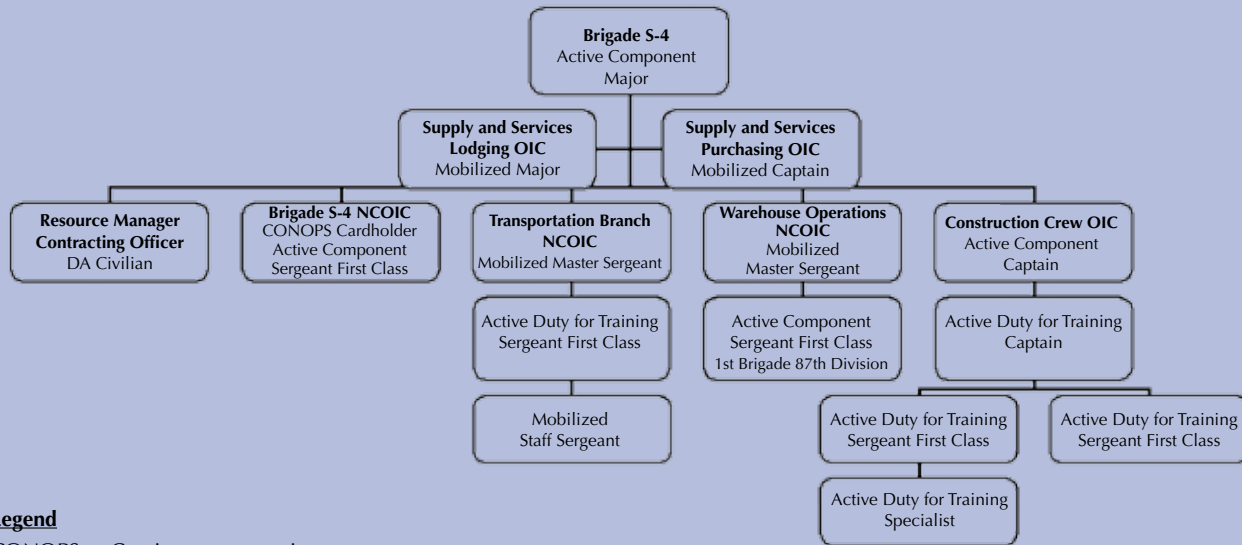 Brigade S-4
Active Component
Major
Supply and Services
Lodging OIC
Mobilized Major
Supply and Services
Purchasing OIC
Mobilized Captain
Resource Manager
Contracting Officer
DA Civilian
Brigade S-4 NCOIC
CONOPS Cardholder
Active Component
Sergeant First Class
Transportation Branch
NCOIC
Mobilized Master Sergeant
Warehouse Operations
NCOIC
Mobilized
Master Sergeant
Construction Crew OIC
Active Component
Captain
Active Duty for Training
Sergeant First Class
Active Component
Sergeant First Class
1st Brigade 87th Division
Active Duty for Training
Captain
Mobilized
Staff Sergeant
Active Duty for Training
Sergeant First Class
Active Duty for Training
Sergeant First Class
Active Duty for Training
Specialist
Legend